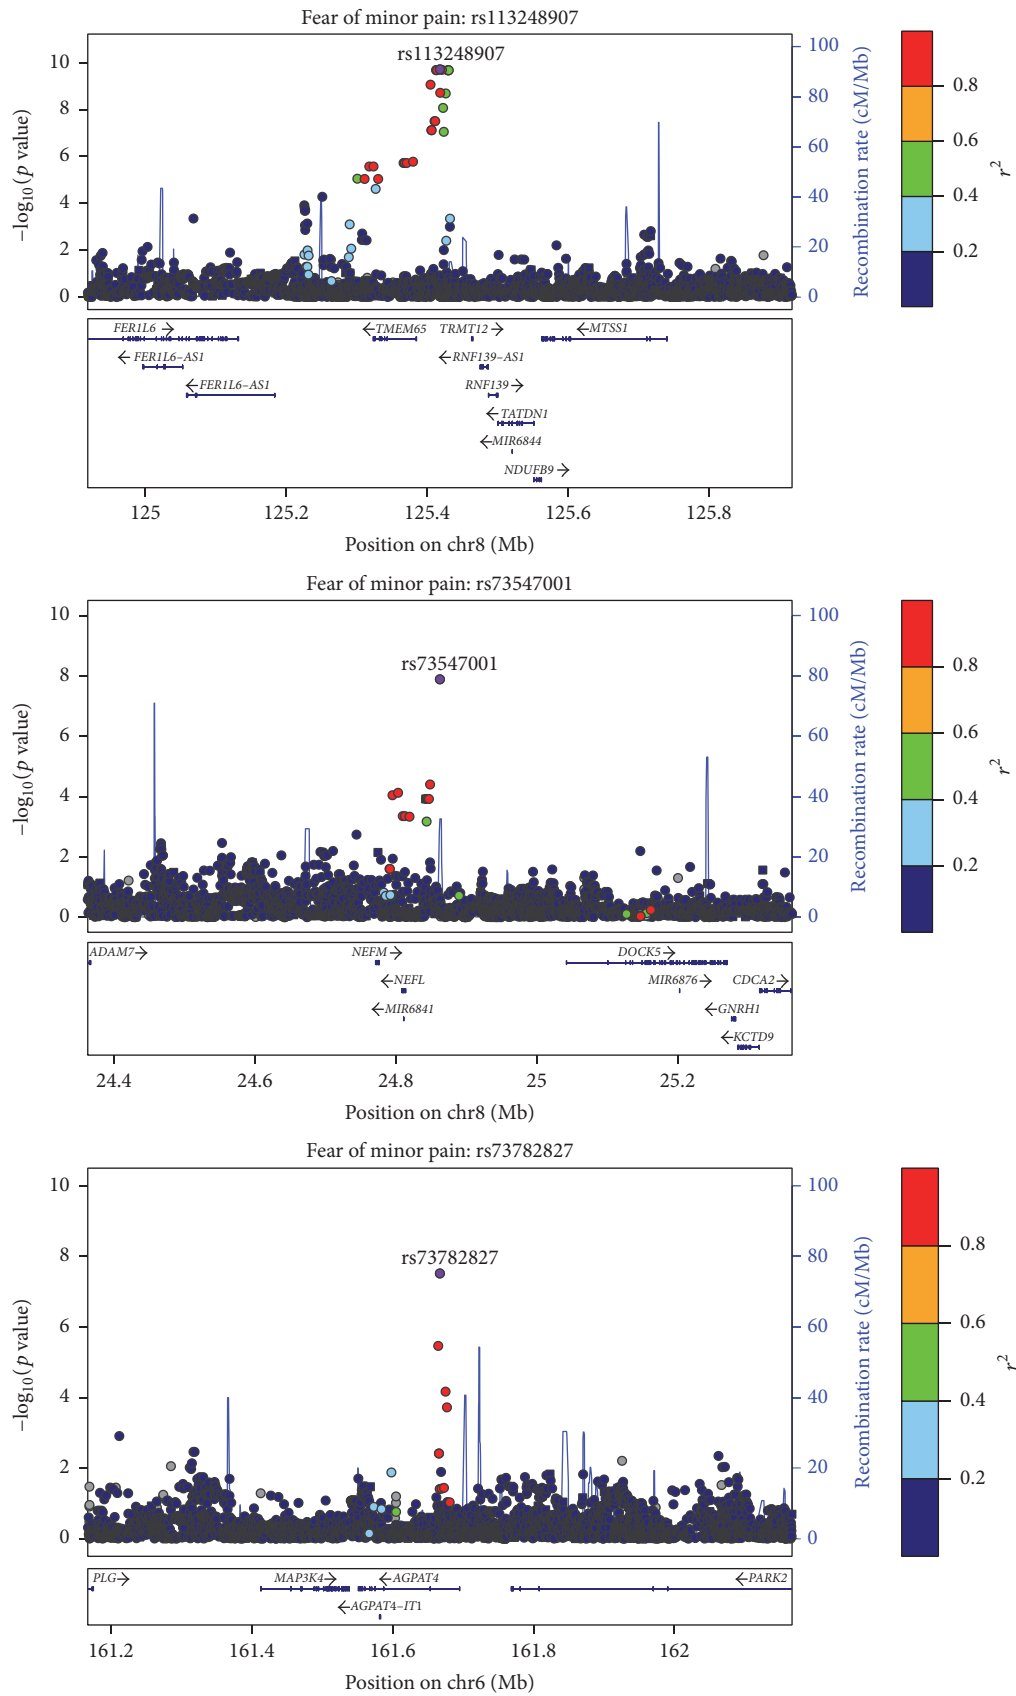 Fear of minor pain: rs113248907
rs113248907
−log10(p value)
10
8
6
4
2
0
100
80
60
40
20
0
Recombination rate (cM/Mb)
0.8
0.6
0.4
0.2
r2
FER1L6
TMEM65
TRMT12
MTSS1
FER1L6−AS1
RNF139−AS1
FER1L6−AS1
RNF139
TATDN1
MIR6844
NDUFB9
125
125.2
125.4
125.6
125.8
Position on chr8 (Mb)
Fear of minor pain: rs73547001
rs73547001
−log10(p value)
10
8
6
4
2
0
100
80
60
40
20
0
Recombination rate (cM/Mb)
0.8
0.6
0.4
0.2
r2
ADAM7
NEFM
DOCK5
NEFL
MIR6876
CDCA2
MIR6841
GNRH1
KCTD9
24.4
24.6
24.8
25
25.2
Position on chr8 (Mb)
Fear of minor pain: rs73782827
rs73782827
−log10(p value)
10
8
6
4
2
0
100
80
60
40
20
0
Recombination rate (cM/Mb)
0.8
0.6
0.4
0.2
r2
PLG
MAP3K4
AGPAT4
PARK2
AGPAT4−IT1
161.2
161.4
161.6
161.8
162
Position on chr6 (Mb)